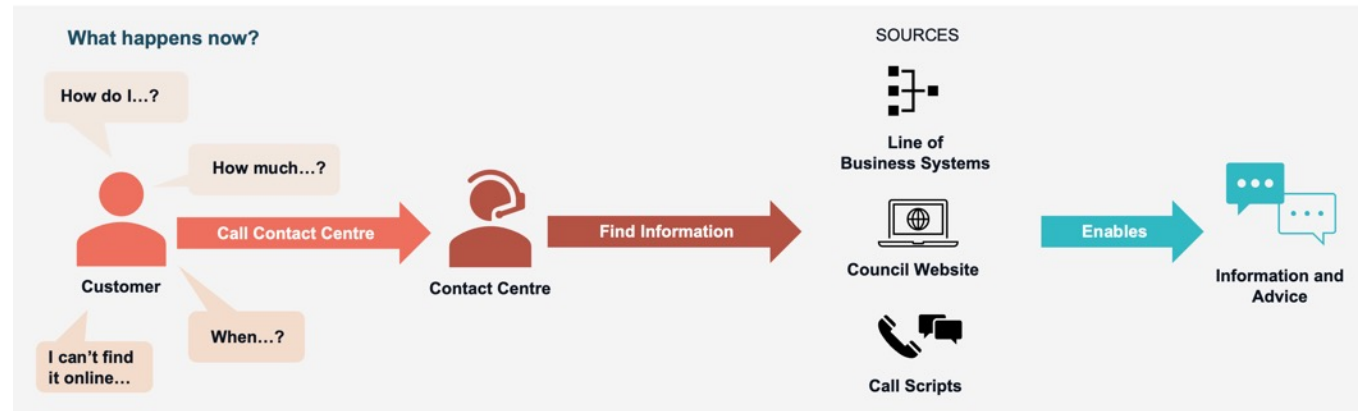 What happens now?
How do I…?
How much…?
Call Contact Centre
Customer
When…?
I can’t find
it online…
Contact Centre
Find Information
SOURCES
Line of
Business Systems
Council Website
Call Scripts
Enables
Information and
Advice